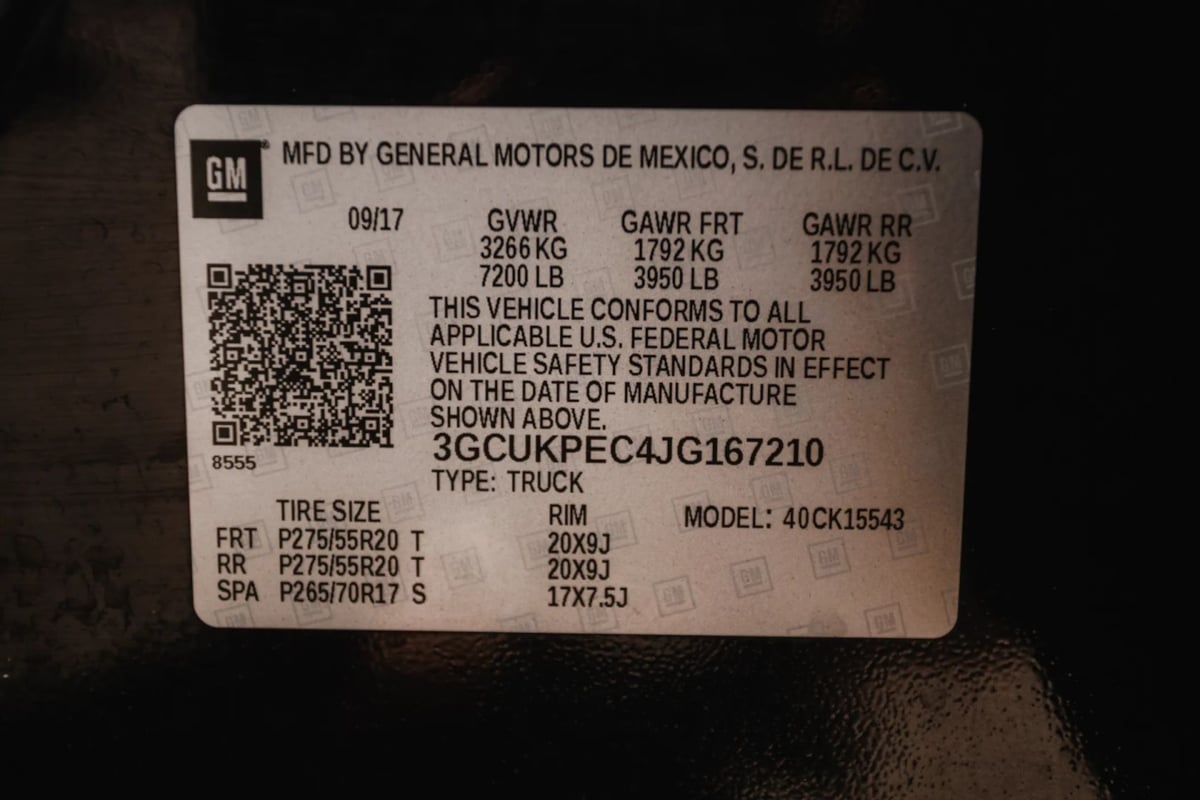 GM
MFD BY GENERAL MOTORS DE MEXICO, S. DE R.L. DE C.V.
09/17 GVWR GAWR FRT GAWR RR
3266 KG 1792 KG 1792 KG
7200 LB 3950 LB 3950 LB
THIS VEHICLE CONFORMS TO ALL
APPLICABLE U.S. FEDERAL MOTOR
VEHICLE SAFETY STANDARDS IN EFFECT
ON THE DATE OF MANUFACTURE
SHOWN ABOVE.
3GCUKPEC4JG167210
8555
TYPE: TRUCK
TIRE SIZE RIM MODEL: 40CK15543
FRT P275/55R20 T 20X9J
RR P275/55R20 T 20X9J
SPA P265/70R17 S 17X7.5J